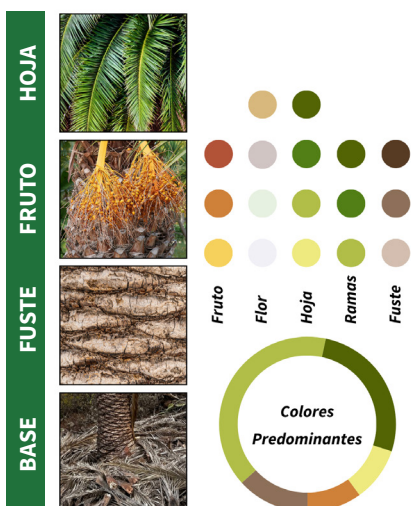 HOJA
FRUTO
FUSTE
BASE
Fruto
Flor
Hoja
Ramas
Fuste
Colores
Predominantes